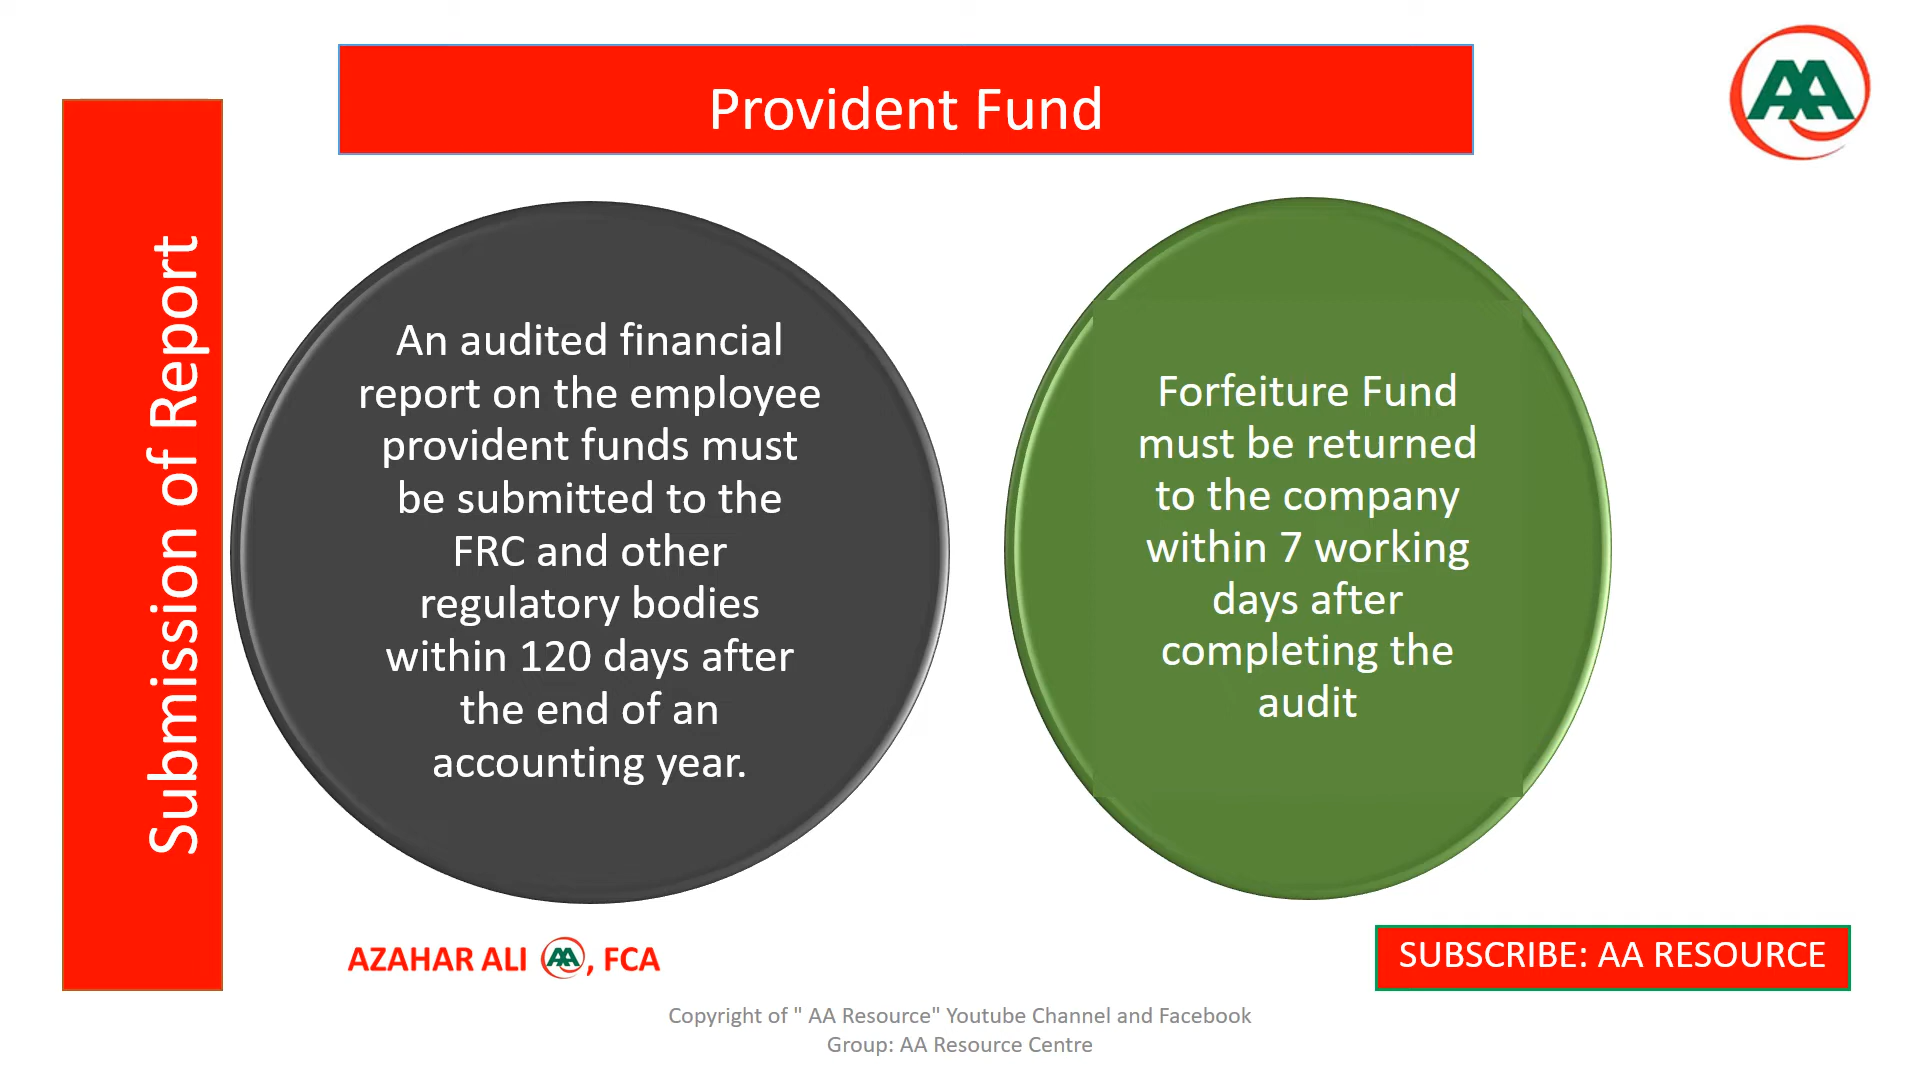 Provident Fund
AA
Submission of Report
An audited financial
report on the employee
provident funds must
be submitted to the
FRC and other
regulatory bodies
within 120 days after
the end of an
accounting year.
Forfeiture Fund
must be returned
to the company
within 7 working
days after
completing the
audit
AZAHAR ALI AA, FCA
SUBSCRIBE: AA RESOURCE
Copyright of " AA Resource" Youtube Channel and Facebook
Group: AA Resource Centre